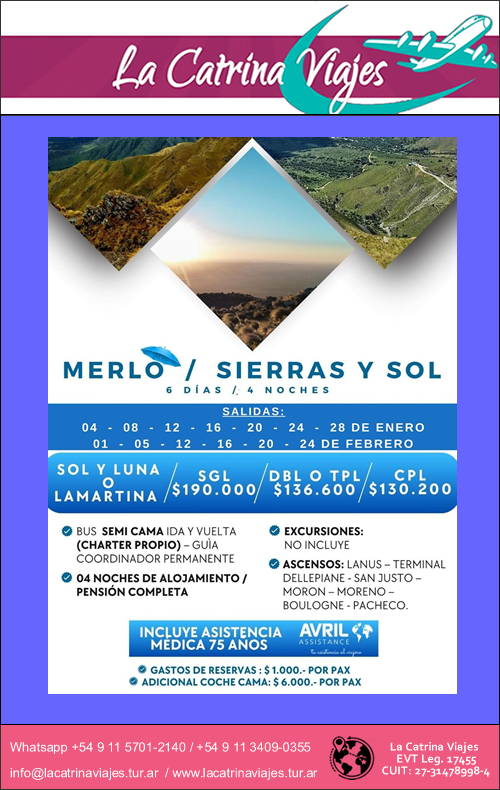 La Catrina Viajes
MERLO / SIERRAS Y SOL
6 DÍAS / 4 NOCHES
SALIDAS:
04 - 08 - 12 - 16 - 20 - 24 - 28 DE ENERO
01 - 05 - 12 - 16 - 20 - 24 DE FEBRERO
SOL Y LUNA
O
LAMARTINA
SGL
$190.000
DBL O TPL
$136.600
CPL
$130.200
BUS SEMI CAMA IDA Y VUELTA
(CHARTER PROPIO) – GUÌA
COORDINADOR PERMANENTE
04 NOCHES DE ALOJAMIENTO /
PENSIÓN COMPLETA
EXCURSIONES:
NO INCLUYE
ASCENSOS: LANUS – TERMINAL
DELLEPIANE - SAN JUSTO –
MORON – MORENO –
BOULOGNE - PACHECO.
INCLUYE ASISTENCIA
MÉDICA 75 AÑOS
AVRIL
ASSISTANCE
Tu asistencia al viajero
GASTOS DE RESERVAS : $ 1.000.- POR PAX
ADICIONAL COCHE CAMA: $ 6.000.- POR PAX
Whatsapp +54 9 11 5701-2140 / +54 9 11 3409-0355
info@lacatrinaviajes.tur.ar / www.lacatrinaviajes.tur.ar
La Catrina Viajes
EVT Leg. 17455
CUIT: 27-31478998-4